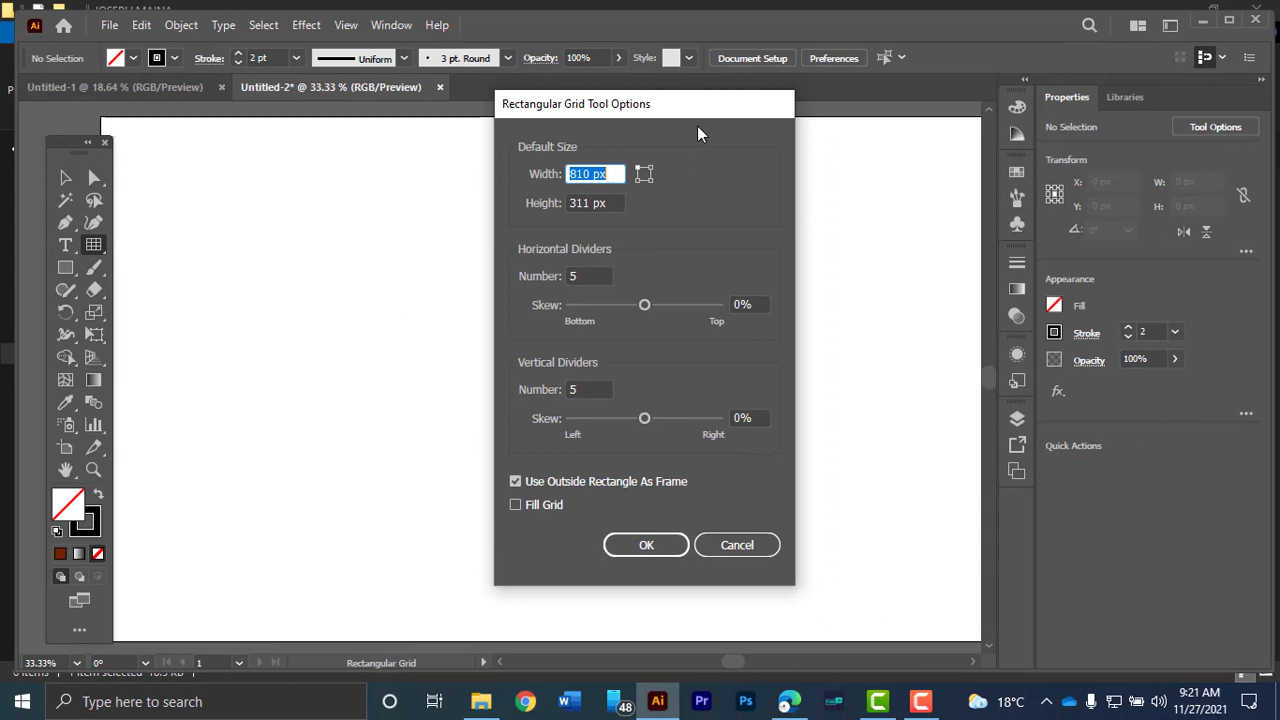 JOSEPH MAINA
Ai File Edit Object Type Select Effect View Window Help
No Selection Stroke: 2 pt Uniform 3 pt. Round Opacity: 100% Style: Document Setup Preferences
Untitled-1 @ 18.64 % (RGB/Preview) × Untitled-2* @ 33.33 % (RGB/Preview) ×
Rectangular Grid Tool Options
Default Size
Width: 810 px
Height: 311 px
Horizontal Dividers
Number: 5
Skew: 0%
Bottom Top
Vertical Dividers
Number: 5
Skew: 0%
Left Right
Use Outside Rectangle As Frame
Fill Grid
OK Cancel
Properties Libraries
No Selection Tool Options
Transform
X: 0 px W: 0 px
Y: 0 px H: 0 px
0°
Appearance
Fill
Stroke 2
Opacity 100%
fx.
Quick Actions
33.33% 0° 1 Rectangular Grid
Type here to search
48
Ai Pr Ps
18°C
9:21 AM
11/27/2021